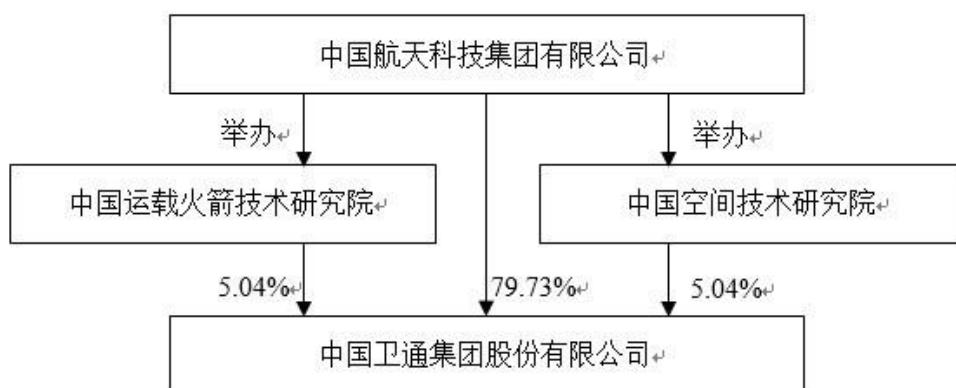 中国航天科技集团有限公司
举办
举办
中国运载火箭技术研究院
中国空间技术研究院
5.04%
79.73%
5.04%
中国卫通集团股份有限公司